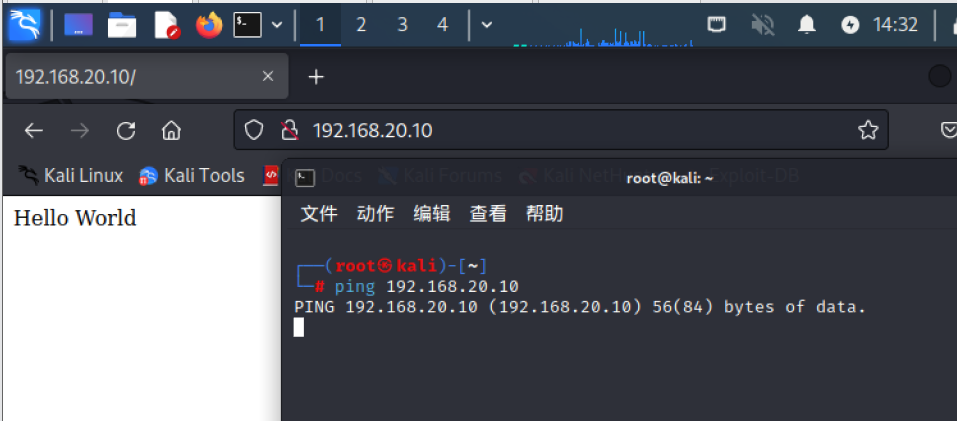 1 2 3 4 14:32
192.168.20.10/
192.168.20.10
Kali Linux Kali Tools Docs Kali Forums Kali NetH Exploit-DB
root@kali: ~
Hello World
文件 动作 编辑 查看 帮助
┌──(root㉿kali)-[~]
└─# ping 192.168.20.10
PING 192.168.20.10 (192.168.20.10) 56(84) bytes of data.